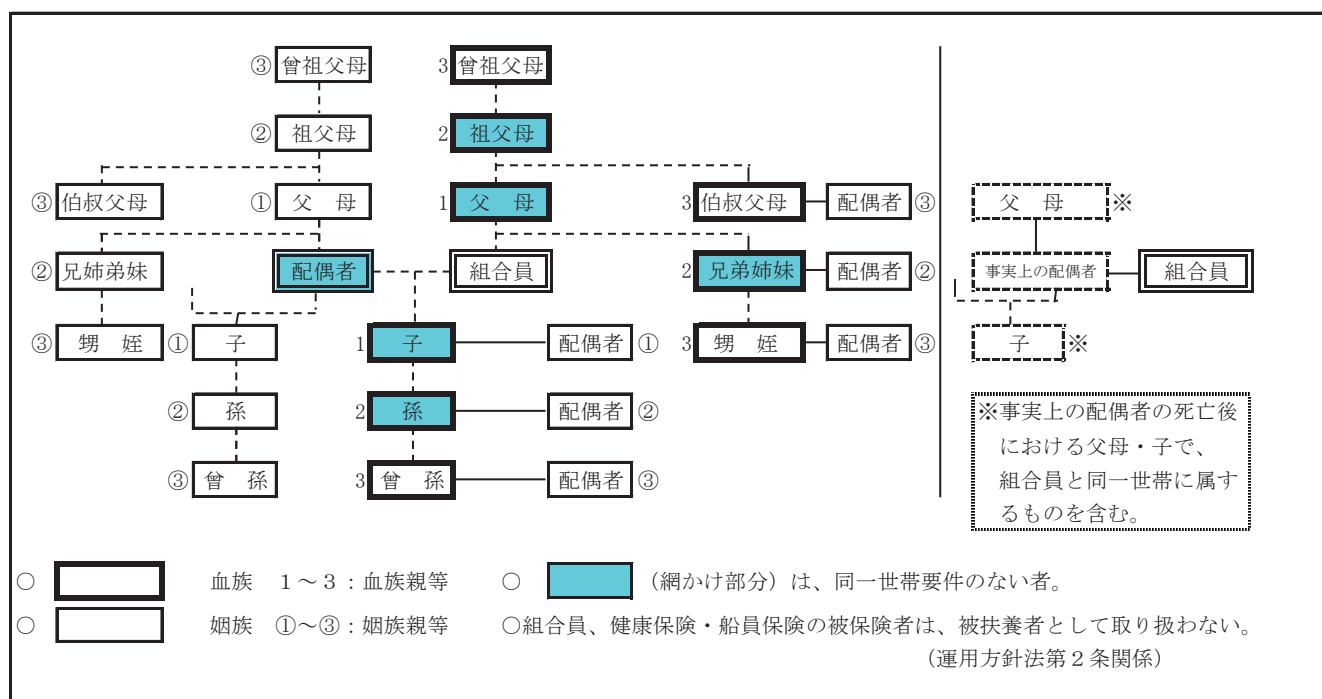 ③ 曾祖父母 3 曾祖父母
② 祖父母 2 祖父母
③ 伯叔父母 ① 父 母 1 父 母 3 伯叔父母 配偶者 ③ 父 母 ※
② 兄姉弟妹 配偶者 組合員 2 兄弟姉妹 配偶者 ② 事実上の配偶者 組合員
③ 甥 姪 ① 子 1 子 配偶者 ① 3 甥 姪 配偶者 ③ 子 ※
② 孫 2 孫 配偶者 ②
③ 曾 孫 3 曾 孫 配偶者 ③
※事実上の配偶者の死亡後
における父母・子で、
組合員と同一世帯に属す
るものを含む。
○ 血族 1~3:血族親等 ○ (網かけ部分)は、同一世帯要件のない者。
○ 姻族 ①~③:姻族親等 ○組合員、健康保険・船員保険の被保険者は、被扶養者として取り扱わない。
(運用方針法第2条関係)